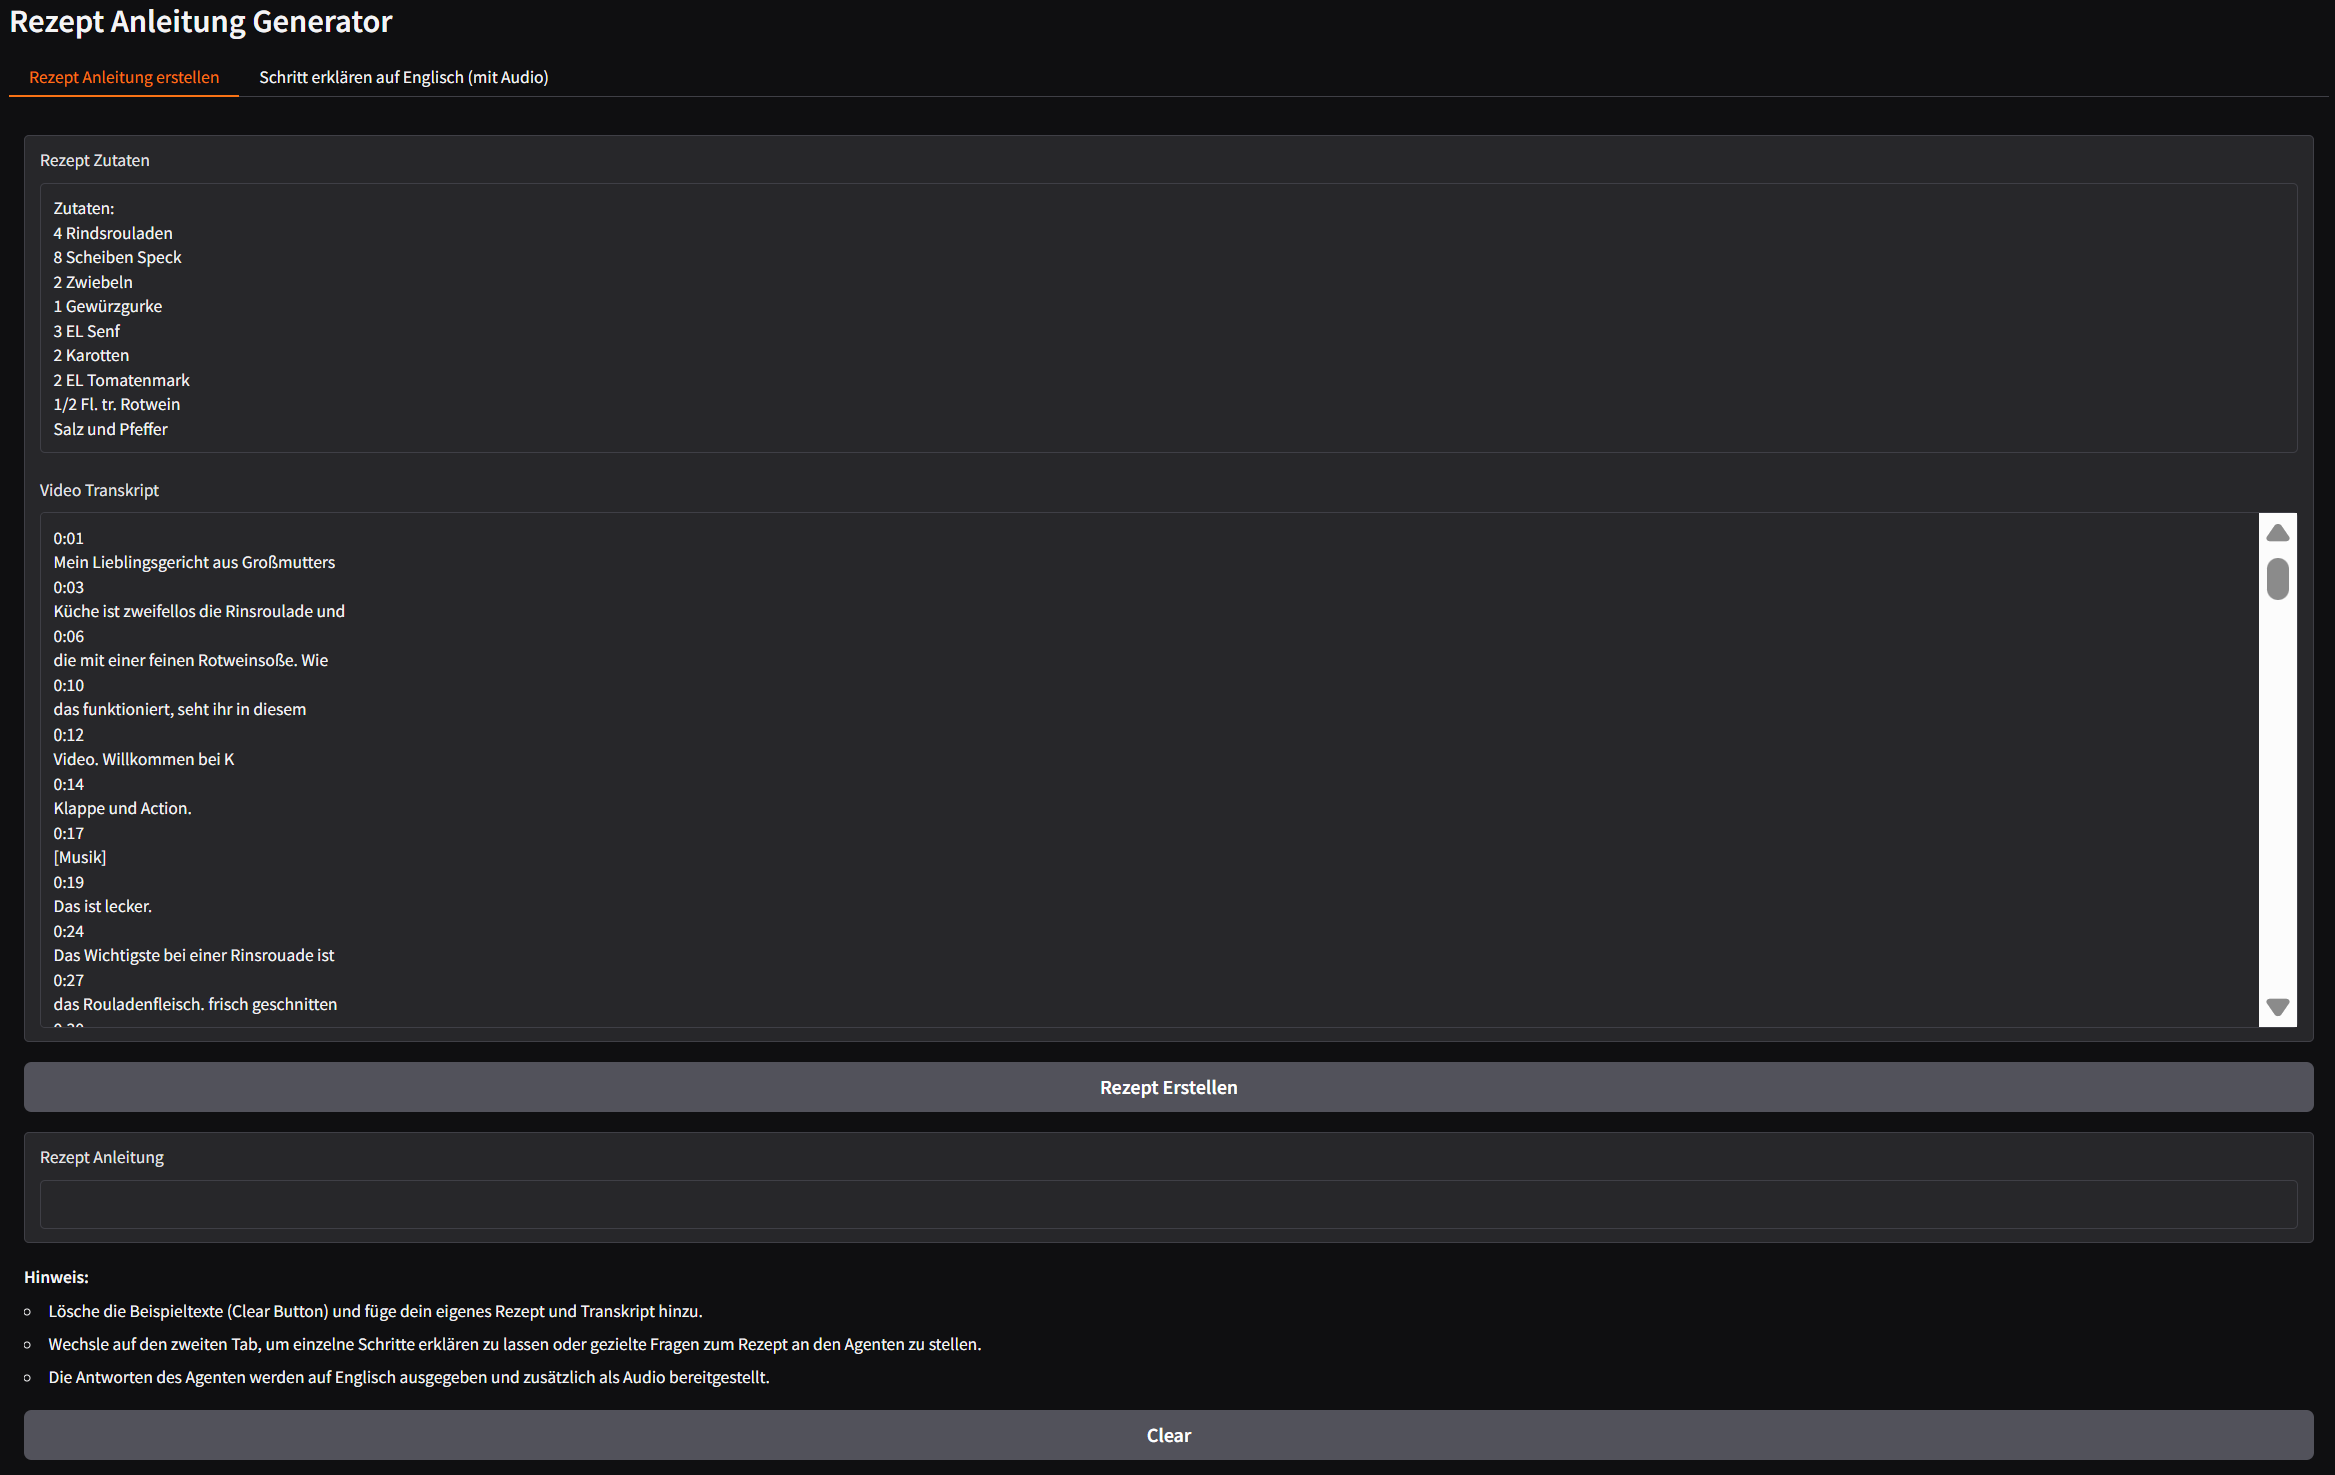 Rezept Anleitung Generator
Rezept Anleitung erstellen
Schritt erklären auf Englisch (mit Audio)
Rezept Zutaten
Zutaten:
4 Rindsrouladen
8 Scheiben Speck
2 Zwiebeln
1 Gewürzgurke
3 EL Senf
2 Karotten
2 EL Tomatenmark
1/2 Fl. tr. Rotwein
Salz und Pfeffer
Video Transkript
0:01
Mein Lieblingsgericht aus Großmutters
0:03
Küche ist zweifellos die Rinsroulade und
0:06
die mit einer feinen Rotweinsoße. Wie
0:10
das funktioniert, seht ihr in diesem
0:12
Video. Willkommen bei K
0:14
Klappe und Action.
0:17
[Musik]
0:19
Das ist lecker.
0:24
Das Wichtigste bei einer Rinsrouade ist
0:27
das Rouladenfleisch. frisch geschnitten
Rezept Erstellen
Rezept Anleitung
Hinweis:
Lösche die Beispieltexte (Clear Button) und füge dein eigenes Rezept und Transkript hinzu.
Wechsle auf den zweiten Tab, um einzelne Schritte erklären zu lassen oder gezielte Fragen zum Rezept an den Agenten zu stellen.
Die Antworten des Agenten werden auf Englisch ausgegeben und zusätzlich als Audio bereitgestellt.
Clear